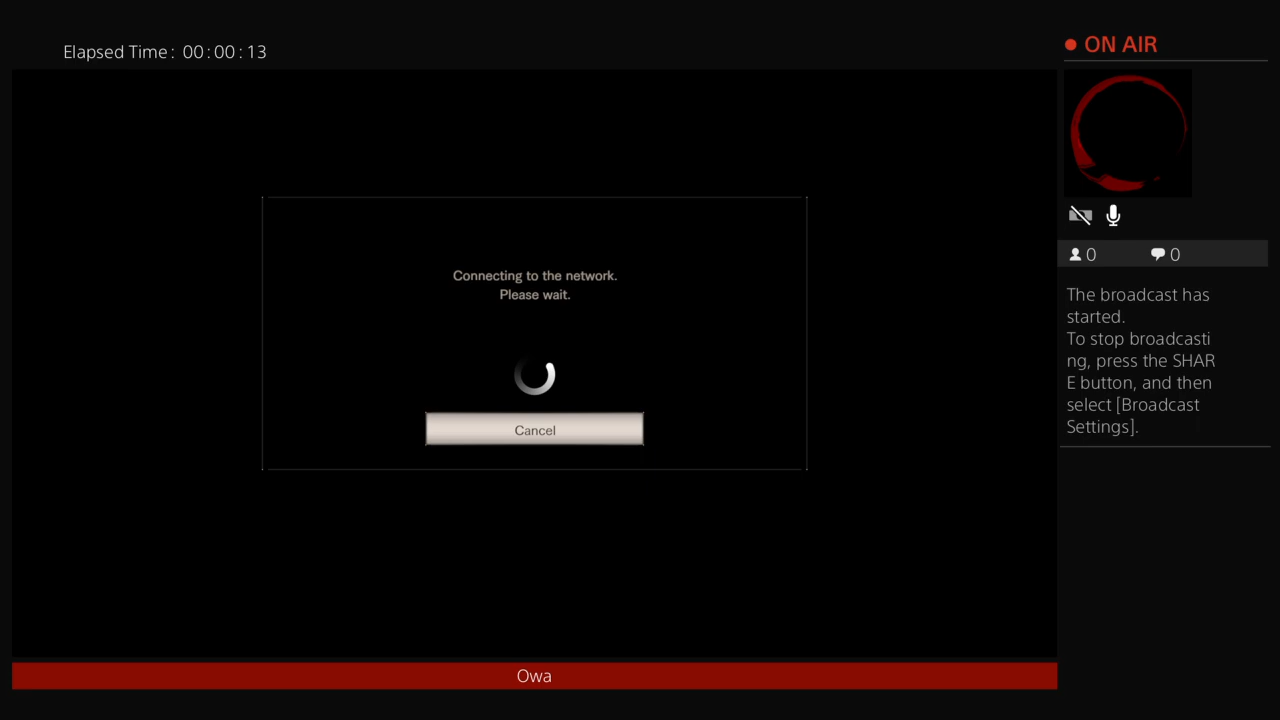 Elapsed Time: 00:00:13
ON AIR
0 0
Connecting to the network.
Please wait.
Cancel
The broadcast has
started.
To stop broadcasti
ng, press the SHAR
E button, and then
select [Broadcast
Settings].
Owa